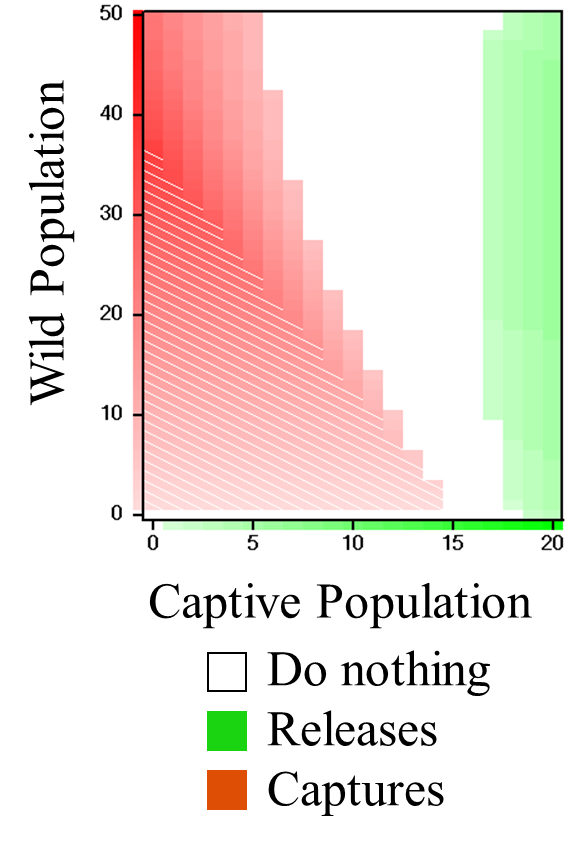 Wild Population
50
40
30
20
10
0
0 5 10 15 20
Captive Population
Do nothing
Releases
Captures